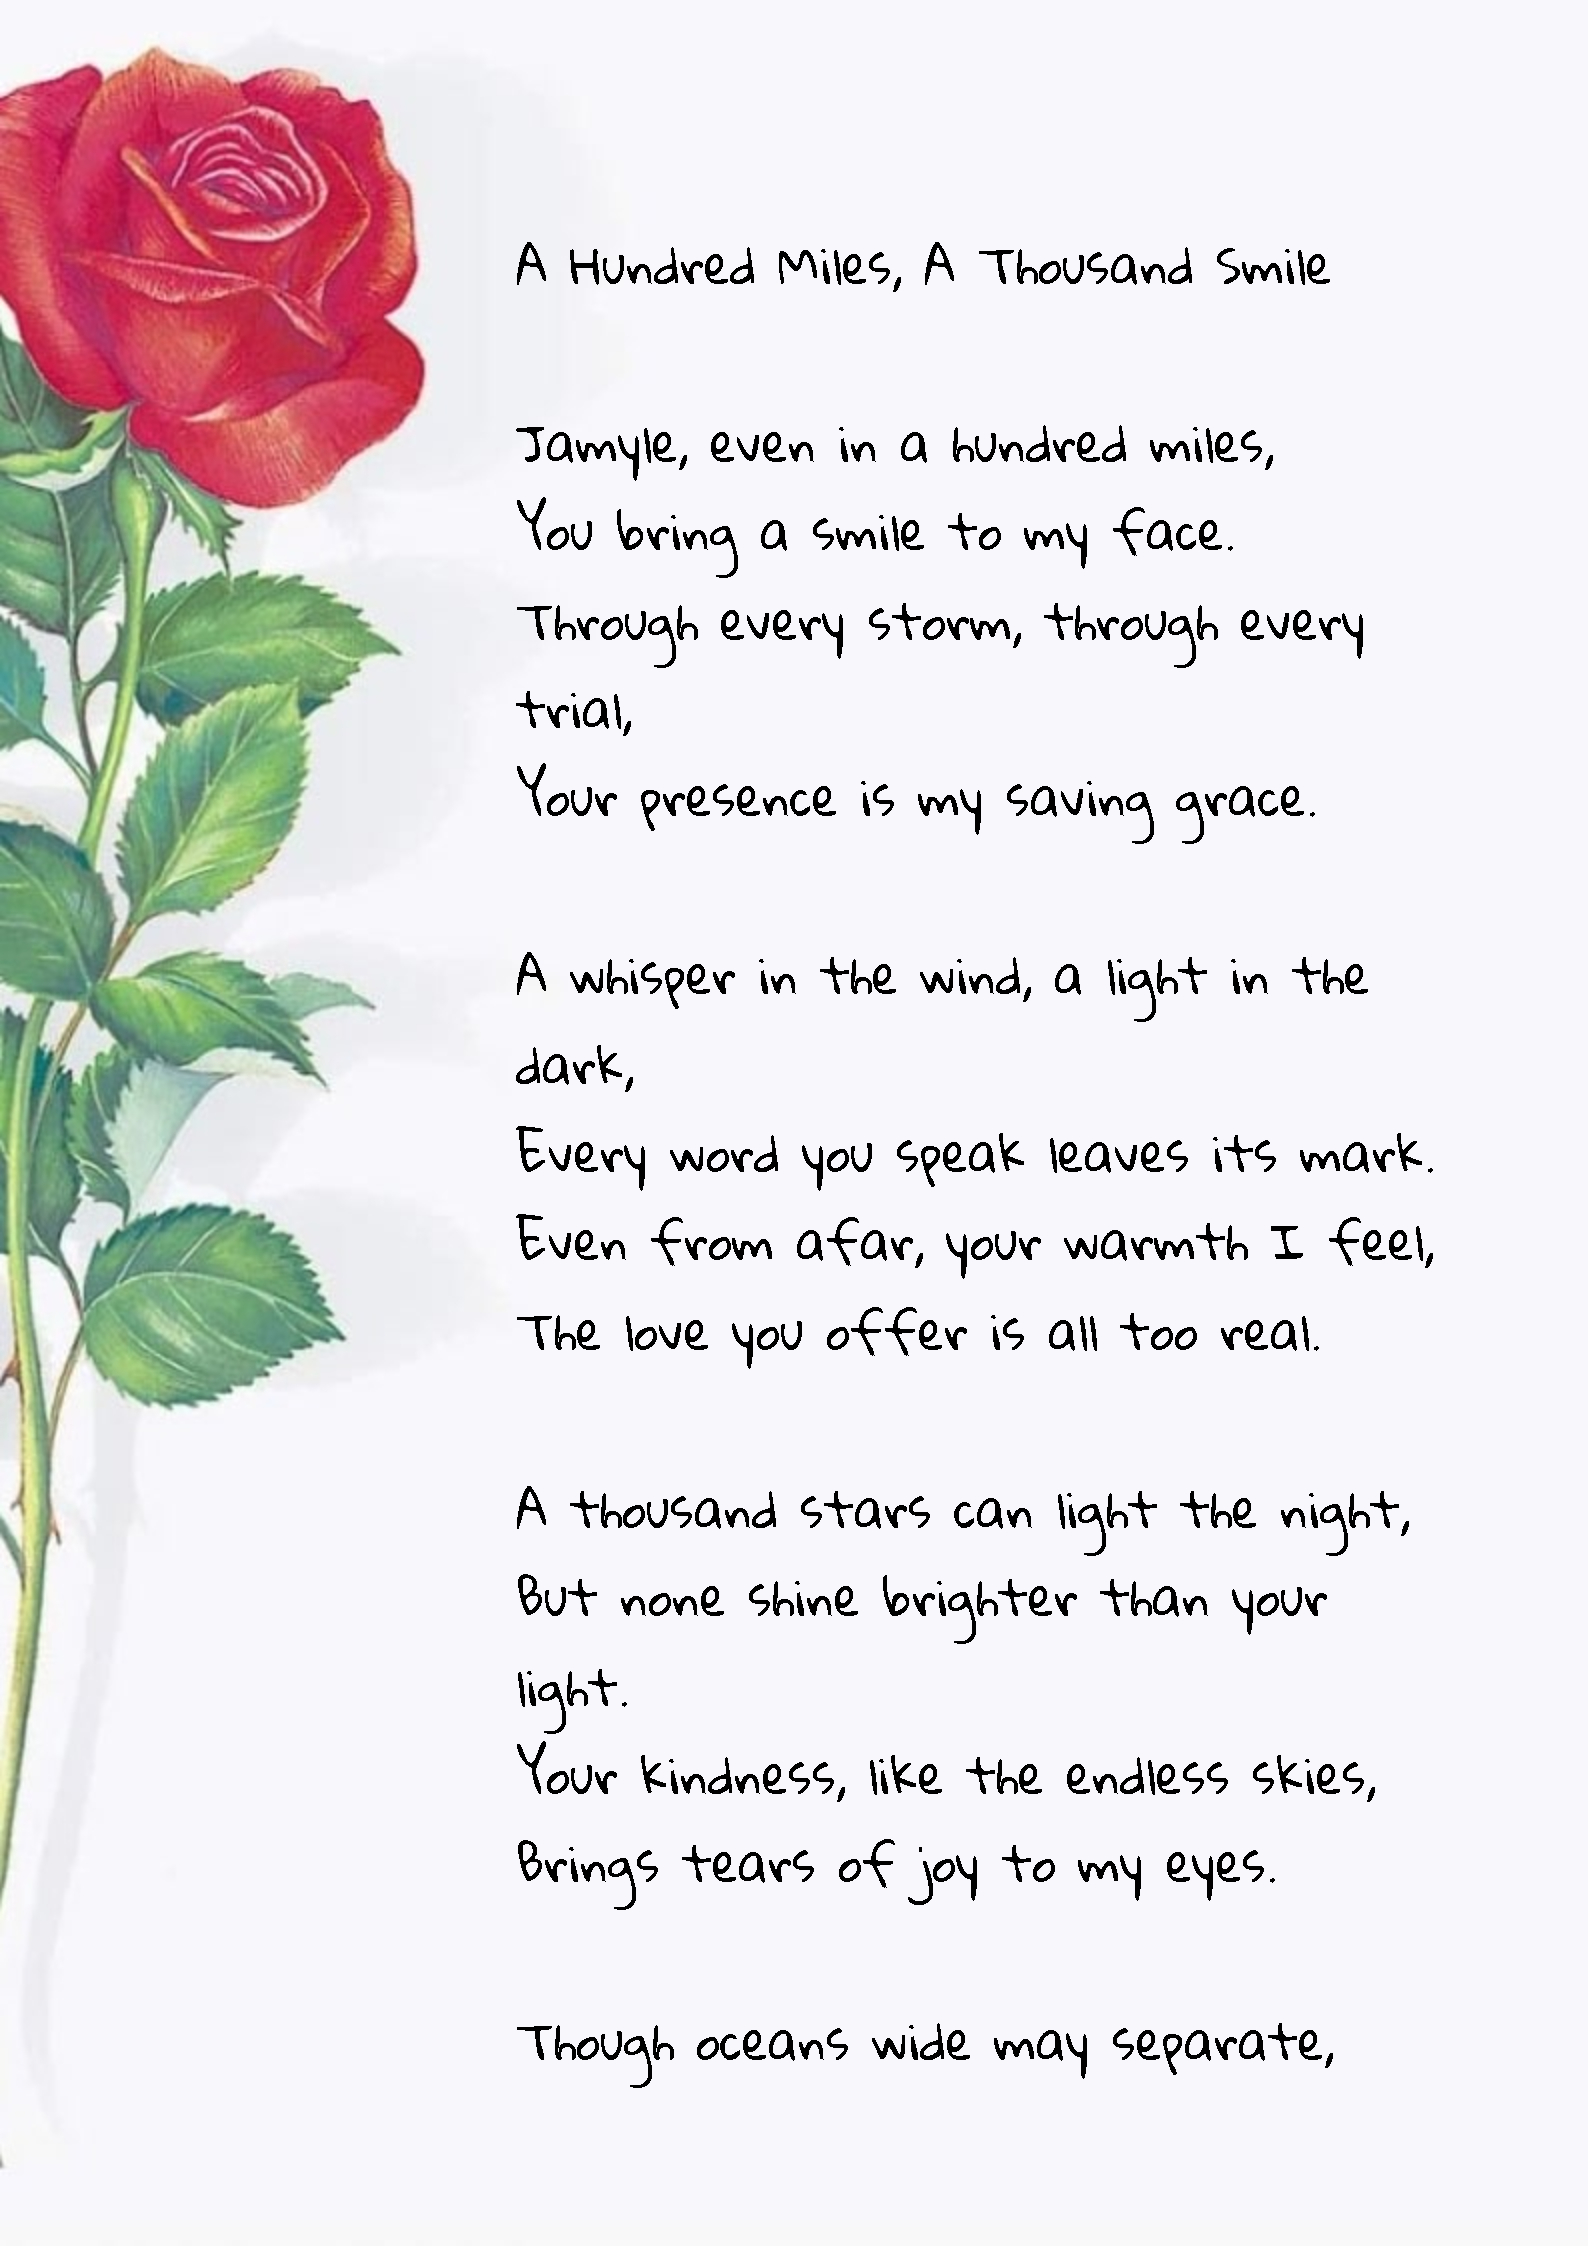 A Hundred Miles, A Thousand Smile
Jamyle, even in a hundred miles,
You bring a smile to my face.
Through every storm, through every
trial,
Your presence is my saving grace.
A whisper in the wind, a light in the
dark,
Every word you speak leaves its mark.
Even from afar, your warmth I feel,
The love you offer is all too real.
A thousand stars can light the night,
But none shine brighter than your
light.
Your kindness, like the endless skies,
Brings tears of joy to my eyes.
Though oceans wide may separate,